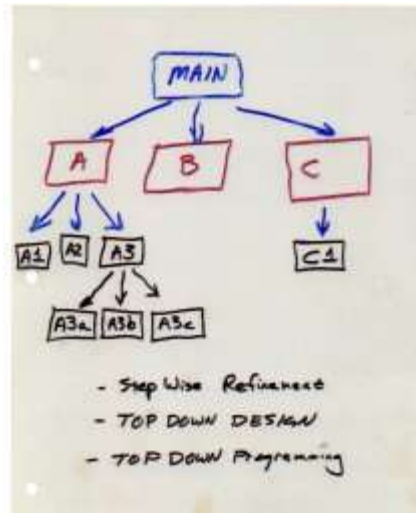 MAIN
A B C
A1 A2 A3 C1
A3a A3b A3c
- Step Wise Refinement
- TOP DOWN DESIGN
- TOP DOWN Programming